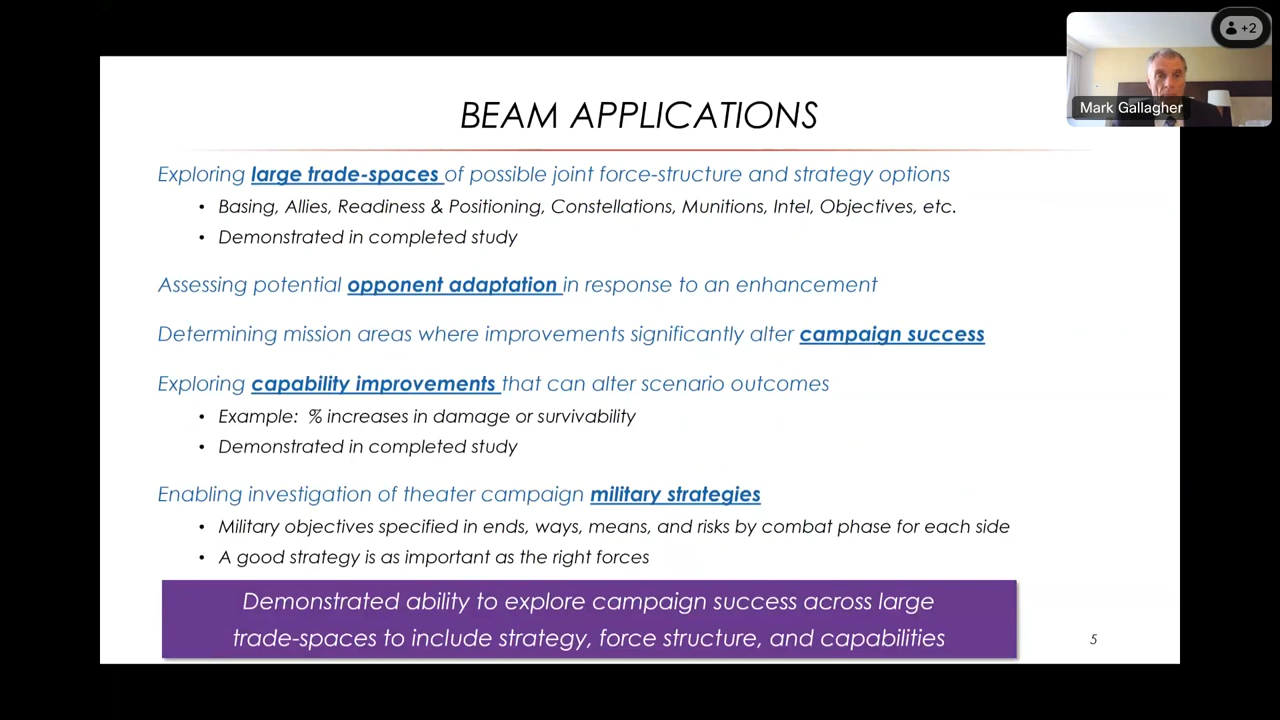 +2
Mark Gallagher
BEAM APPLICATIONS
Exploring large trade-spaces of possible joint force-structure and strategy options
• Basing, Allies, Readiness & Positioning, Constellations, Munitions, Intel, Objectives, etc.
• Demonstrated in completed study
Assessing potential opponent adaptation in response to an enhancement
Determining mission areas where improvements significantly alter campaign success
Exploring capability improvements that can alter scenario outcomes
• Example: % increases in damage or survivability
• Demonstrated in completed study
Enabling investigation of theater campaign military strategies
• Military objectives specified in ends, ways, means, and risks by combat phase for each side
• A good strategy is as important as the right forces
Demonstrated ability to explore campaign success across large
trade-spaces to include strategy, force structure, and capabilities
5